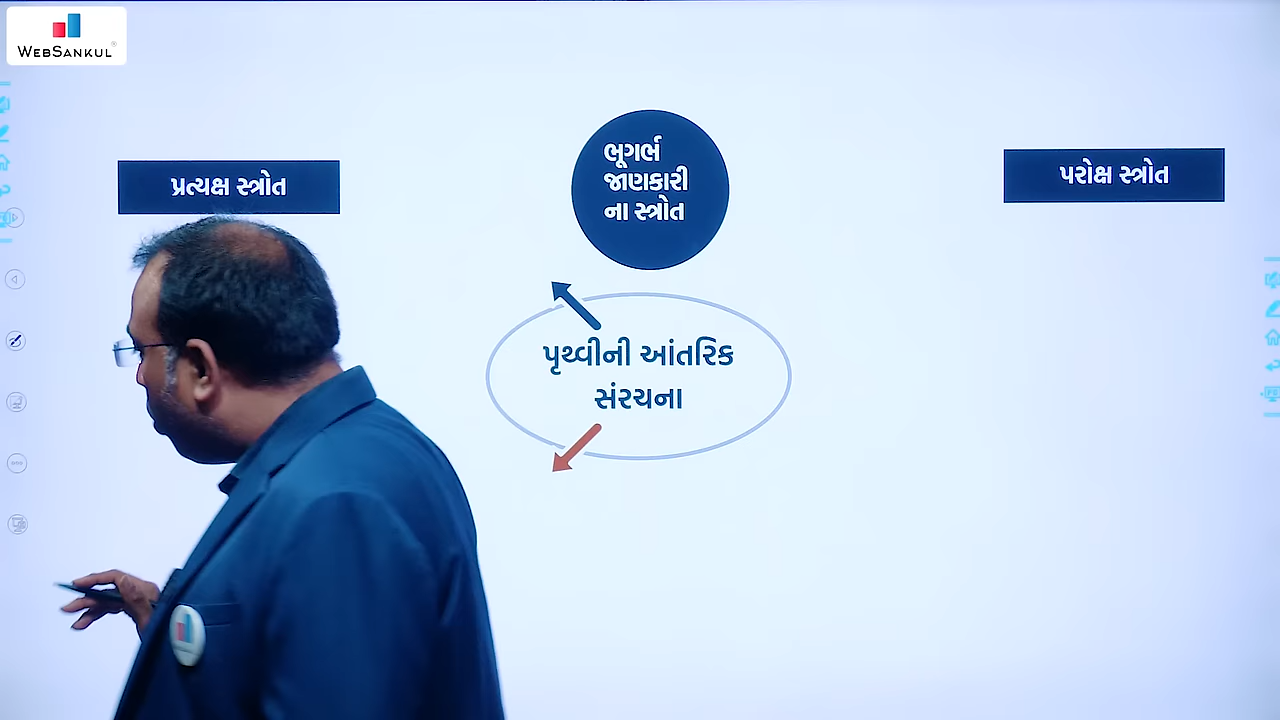 WEBSANKUL
ભૂગર્ભ
જાણકારી
ના સ્ત્રોત
પ્રત્યક્ષ સ્ત્રોત
પરોક્ષ સ્ત્રોત
પૃથ્વીની આંતરિક
સંરચના